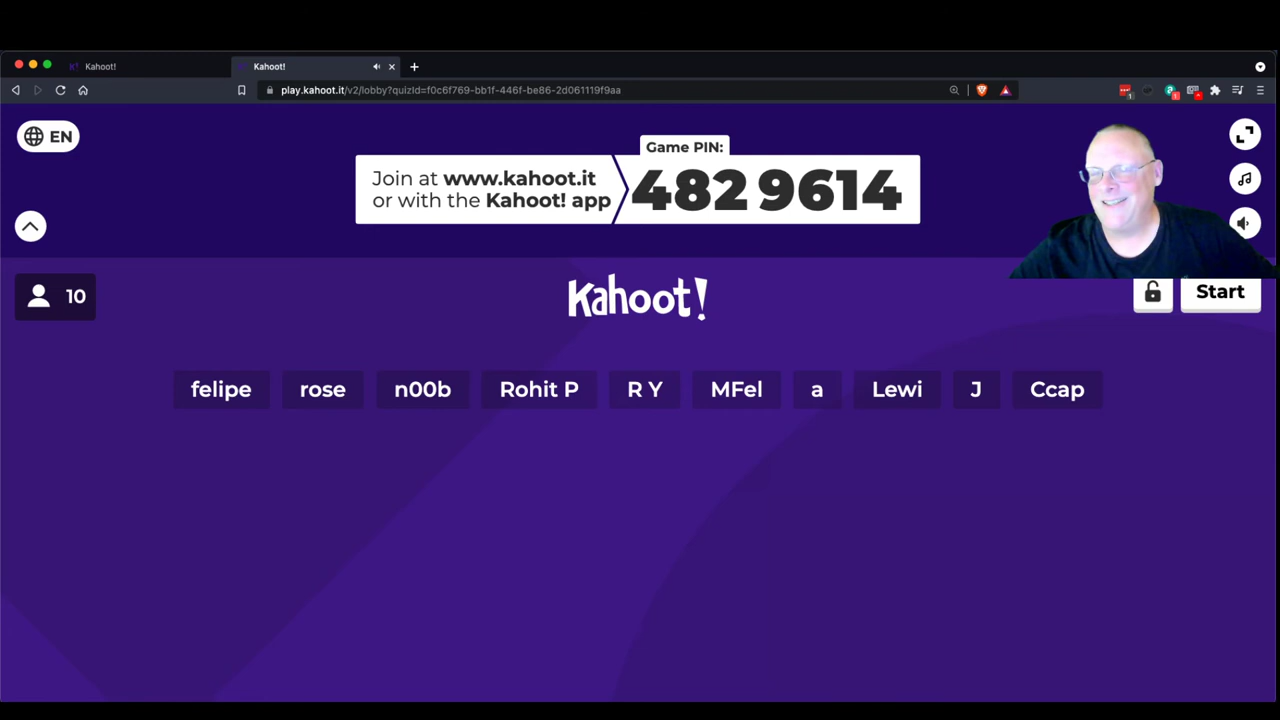 Kahoot!
Kahoot!
play.kahoot.it/v2/lobby?quizId=f0c6f769-bb1f-446f-be86-2d061119f9aa
EN
Game PIN:
Join at www.kahoot.it
or with the Kahoot! app
482 9614
10
Kahoot!
Start
felipe rose n00b Rohit P R Y MFel a Lewi J Ccap